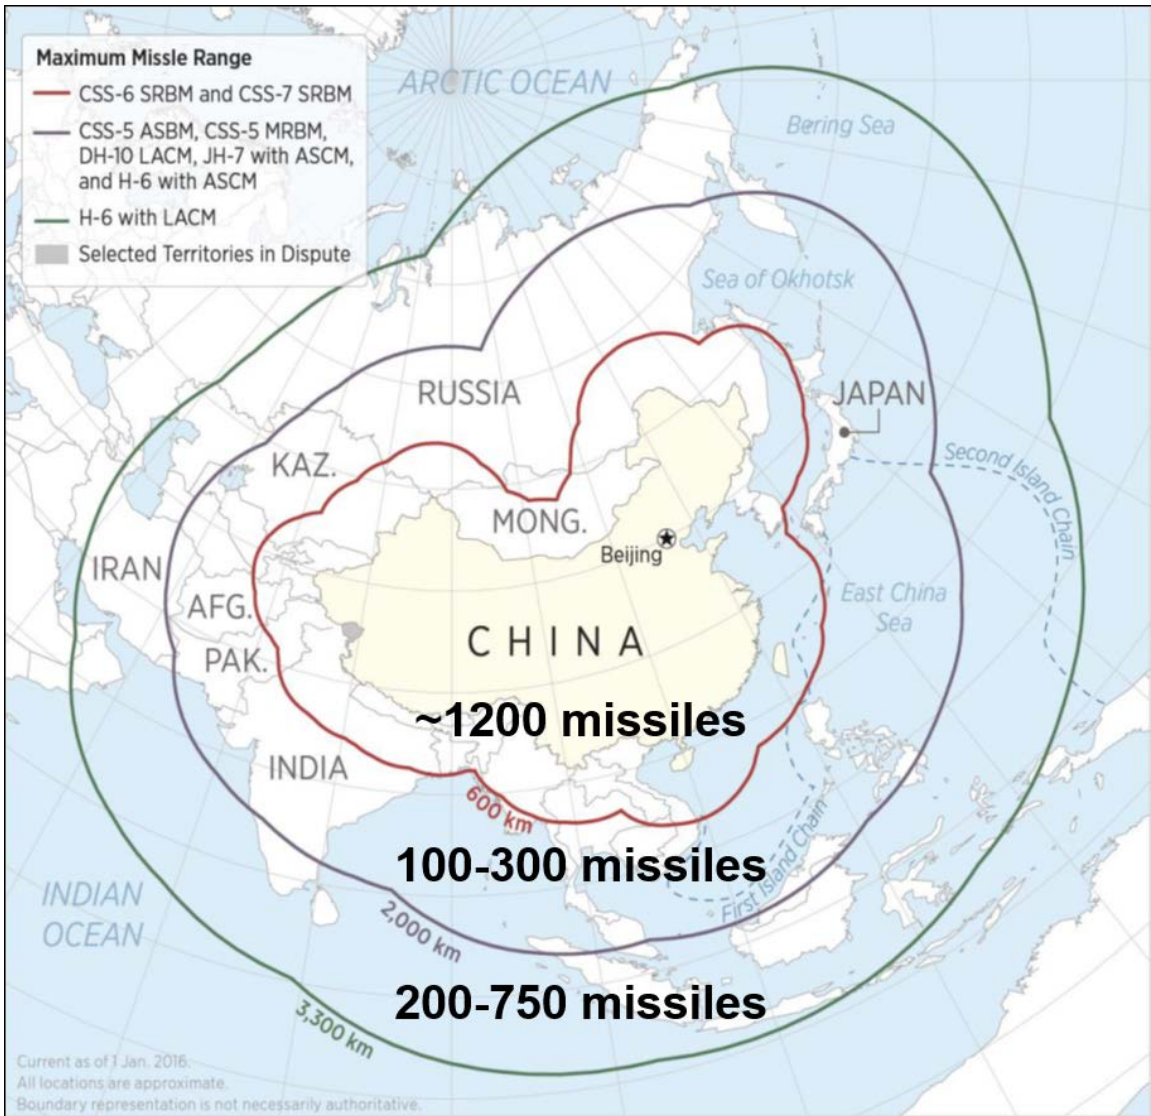 Maximum Missle Range
CSS-6 SRBM and CSS-7 SRBM
CSS-5 ASBM, CSS-5 MRBM,
DH-10 LACM, JH-7 with ASCM,
and H-6 with ASCM
H-6 with LACM
Selected Territories in Dispute
ARCTIC OCEAN
Bering Sea
Sea of Okhotsk
RUSSIA
JAPAN
KAZ.
Second Island Chain
MONG.
Beijing
IRAN
AFG.
East China
Sea
CHINA
PAK.
~1200 missiles
INDIA
600 km
100-300 missiles
First Island Chain
INDIAN
OCEAN
2,000 km
200-750 missiles
3,300 km
Current as of 1 Jan. 2016.
All locations are approximate.
Boundary representation is not necessarily authoritative.